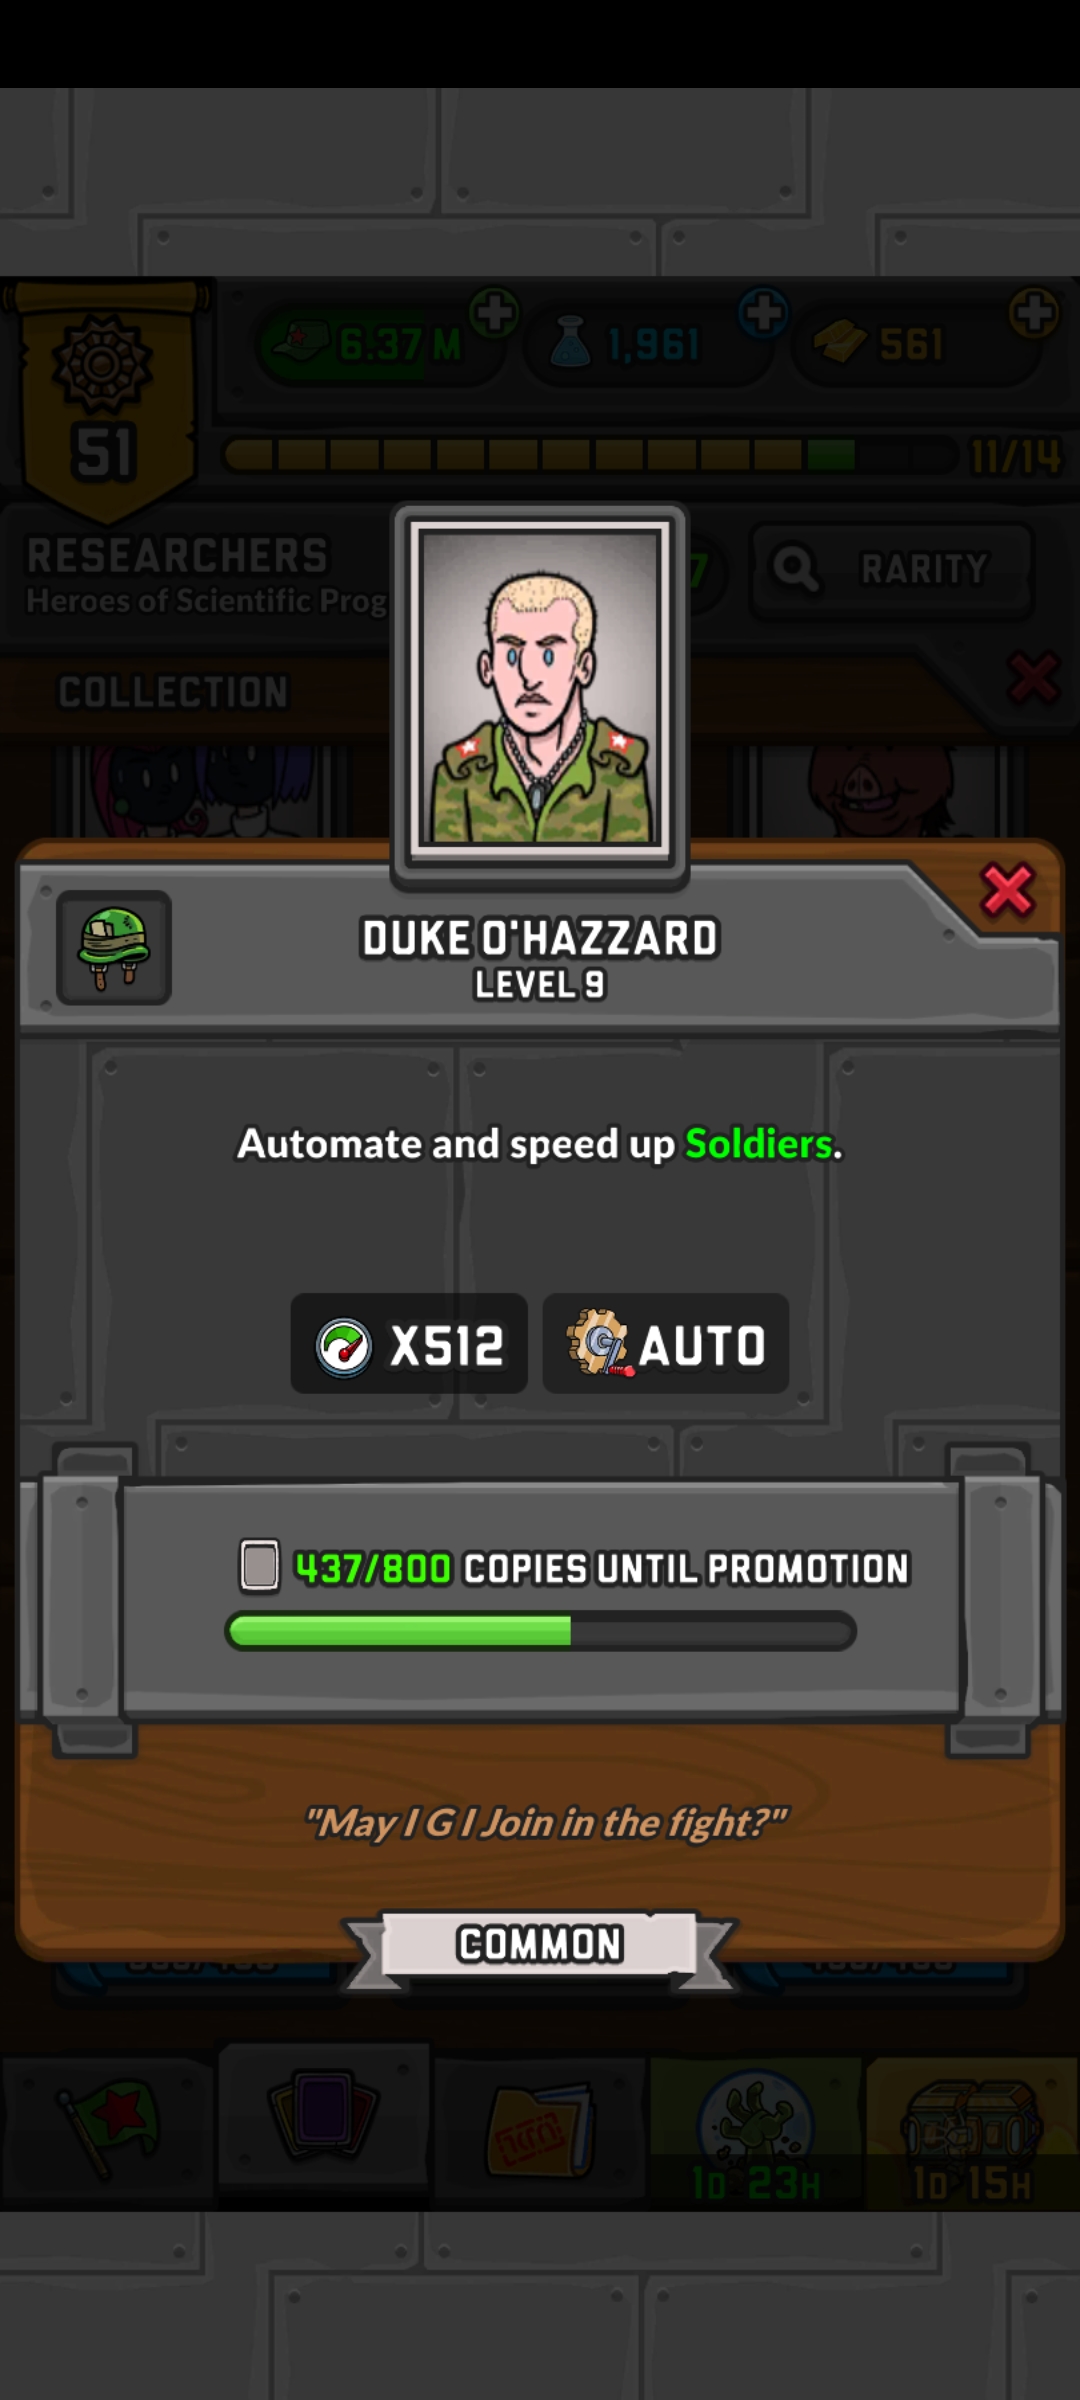 6.37 M
1,961
561
51
11/14
RESEARCHERS
Heroes of Scientific Prog
7
RARITY
COLLECTION
DUKE O'HAZZARD
LEVEL 9
Automate and speed up Soldiers.
X512
AUTO
437/800 COPIES UNTIL PROMOTION
"May I G I Join in the fight?"
COMMON
1D 23H
1D 15H